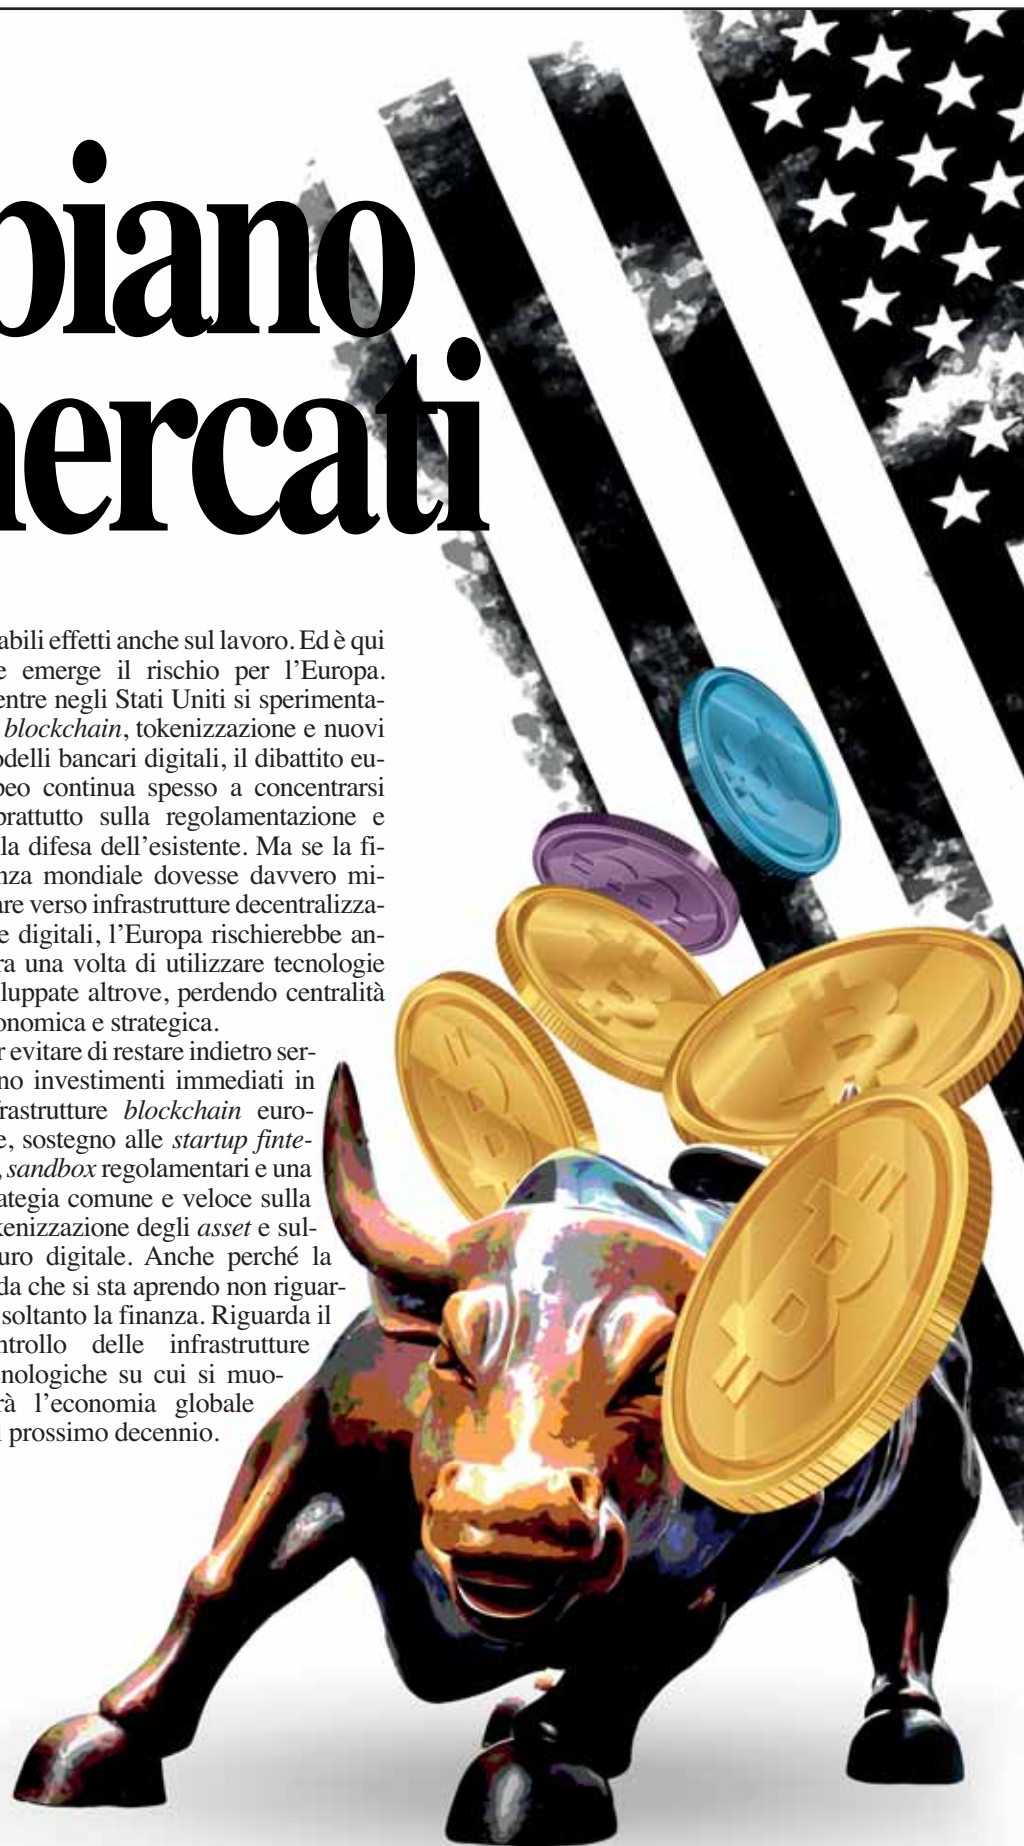 piano
ercati
abili effetti anche sul lavoro. Ed è qui
e emerge il rischio per l’Europa.
entre negli Stati Uniti si sperimenta-
blockchain, tokenizzazione e nuovi
odelli bancari digitali, il dibattito eu-
peo continua spesso a concentrarsi
prattutto sulla regolamentazione e
la difesa dell’esistente. Ma se la fi-
nza mondiale dovesse davvero mi-
are verso infrastrutture decentralizza-
e digitali, l’Europa rischierebbe an-
ra una volta di utilizzare tecnologie
luppate altrove, perdendo centralità
onomica e strategica.
r evitare di restare indietro ser-
no investimenti immediati in
frastrutture blockchain euro-
e, sostegno alle startup finte-
, sandbox regolamentari e una
ategia comune e veloce sulla
kenizzazione degli asset e sul-
uro digitale. Anche perché la
da che si sta aprendo non riguar-
soltanto la finanza. Riguarda il
ntrollo delle infrastrutture
cnologiche su cui si muo-
rà l’economia globale
l prossimo decennio.